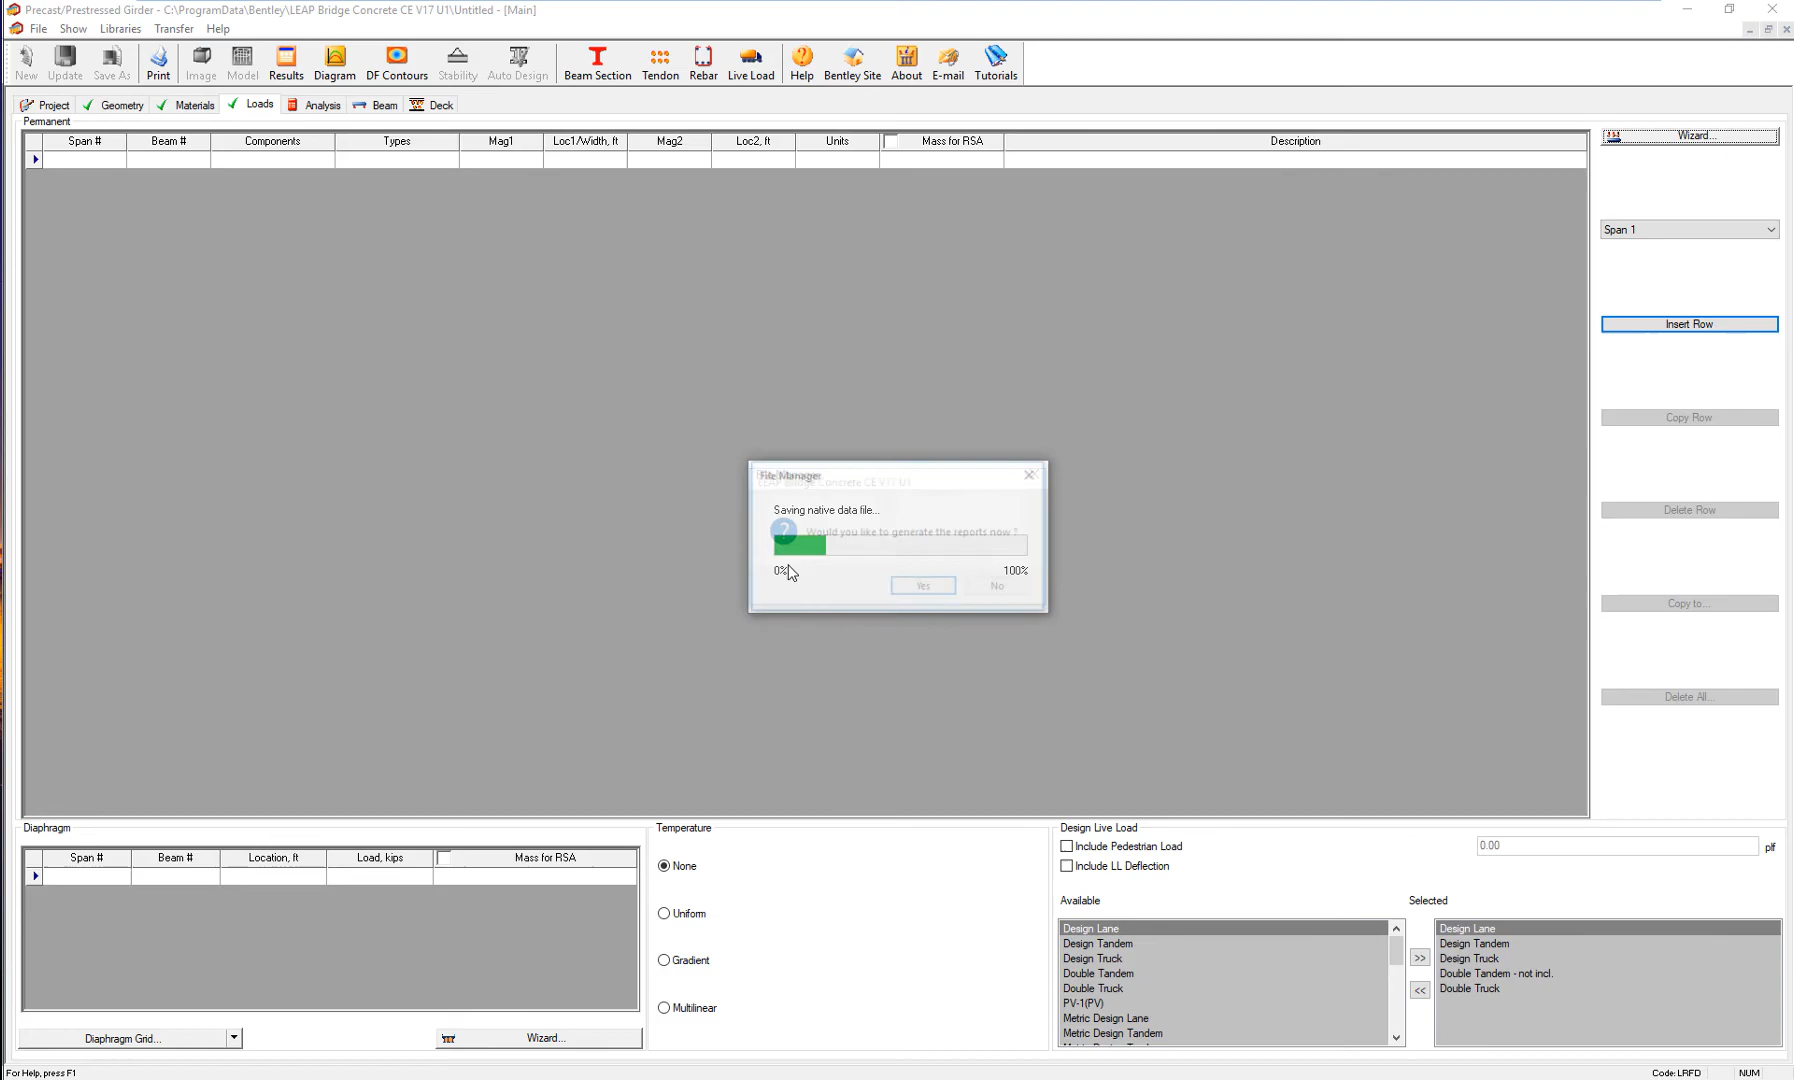 Precast/Prestressed Girder - C:\ProgramData\Bentley\LEAP Bridge Concrete CE V17 U1\Untitled - [Main]
File Show Libraries Transfer Help
New Update Save As Print Image Model Results Diagram DF Contours Stability Auto Design Beam Section Tendon Rebar Live Load Help Bentley Site About E-mail Tutorials
Project Geometry Materials Loads Analysis Beam Deck
Permanent
Span # Beam # Components Types Mag1 Loc1/Width, ft Mag2 Loc2, ft Units Mass for RSA Description
Wizard...
Span 1
Insert Row
Copy Row
File Manager
LEAP Bridge Concrete CE V17 U1
Saving native data file...
Would you like to generate the reports now ?
0% 100%
Yes No
Delete Row
Copy to...
Delete All...
Diaphragm
Span # Beam # Location, ft Load, kips Mass for RSA
Diaphragm Grid... Wizard...
Temperature
None
Uniform
Gradient
Multilinear
Design Live Load
Include Pedestrian Load 0.00 plf
Include LL Deflection
Available
Design Lane
Design Tandem
Design Truck
Double Tandem
Double Truck
PV-1(PV)
Metric Design Lane
Metric Design Tandem
>>
<<
Selected
Design Lane
Design Tandem
Design Truck
Double Tandem - not incl.
Double Truck
For Help, press F1 Code: LRFD NUM